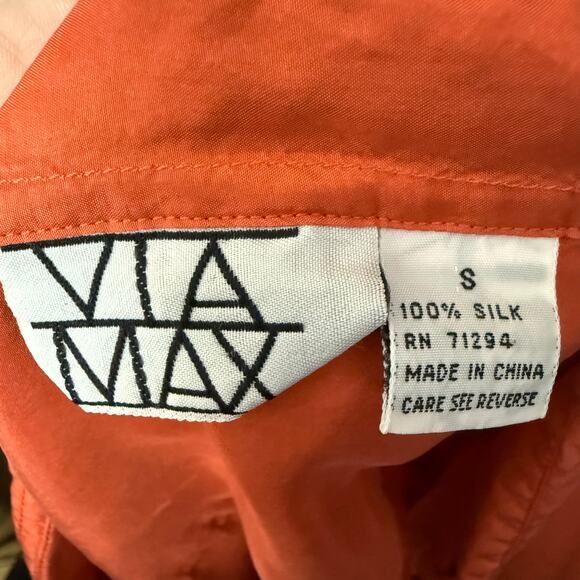 VIA
MAX
S
100% SILK
RN 71294
MADE IN CHINA
CARE SEE REVERSE